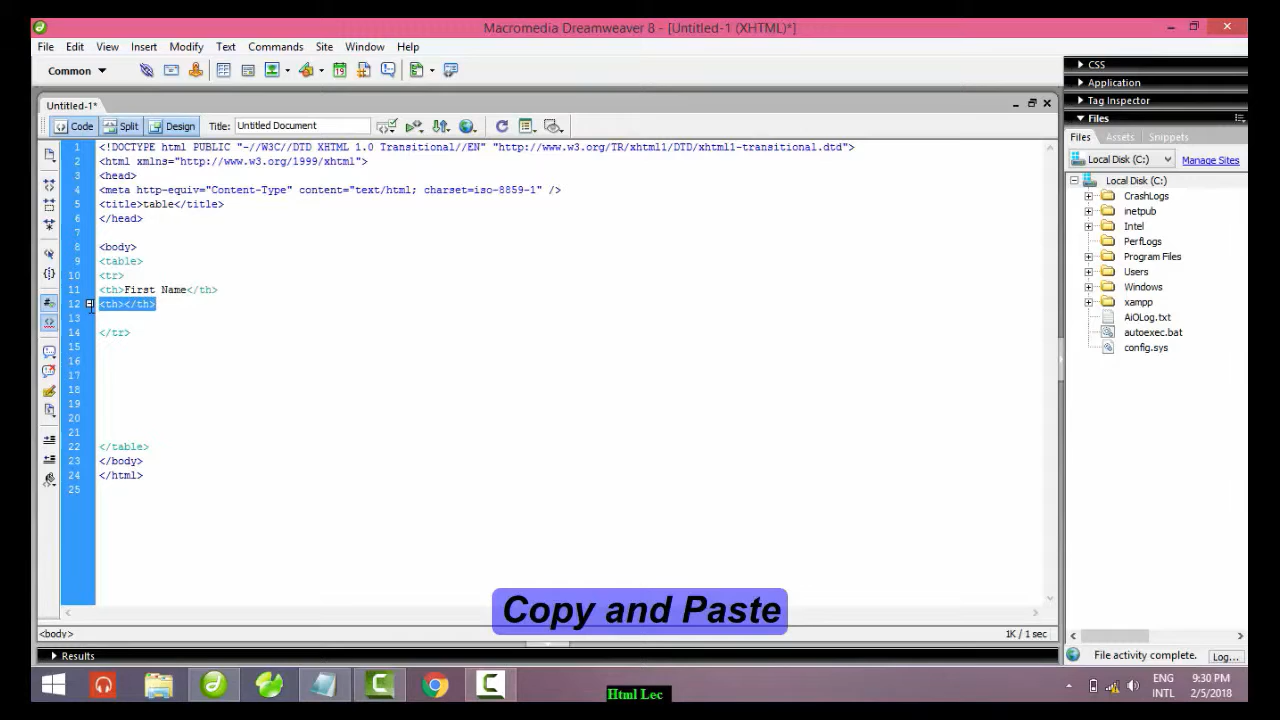 Macromedia Dreamweaver 8 - [Untitled-1 (XHTML)*]
File Edit View Insert Modify Text Commands Site Window Help
Common
Untitled-1*
Code Split Design Title: Untitled Document
1 <!DOCTYPE html PUBLIC "-//W3C//DTD XHTML 1.0 Transitional//EN" "http://www.w3.org/TR/xhtml1/DTD/xhtml1-transitional.dtd">
2 <html xmlns="http://www.w3.org/1999/xhtml">
3 <head>
4 <meta http-equiv="Content-Type" content="text/html; charset=iso-8859-1" />
5 <title>table</title>
6 </head>
7
8 <body>
9 <table>
10 <tr>
11 <th>First Name</th>
12 <th></th>
13
14 </tr>
15
16
17
18
19
20
21
22 </table>
23 </body>
24 </html>
25
<body>
1K / 1 sec
Results
CSS
Application
Tag Inspector
Files
Files Assets Snippets
Local Disk (C:) Manage Sites
Local Disk (C:)
CrashLogs
inetpub
Intel
PerfLogs
Program Files
Users
Windows
xampp
AiOLog.txt
autoexec.bat
config.sys
File activity complete. Log...
Copy and Paste
Html Lec
ENG
INTL
9:30 PM
2/5/2018